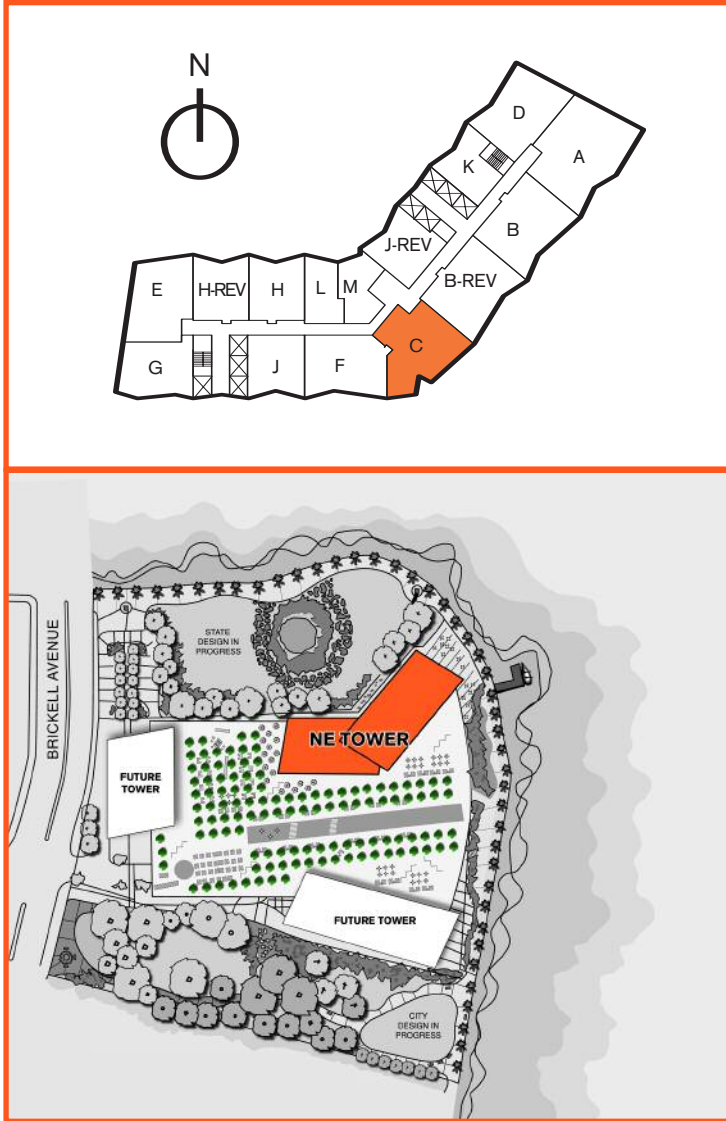 N
D
A
K
B
J-REV
B-REV
E
H-REV
H
L
M
C
G
J
F
BRICKELL AVENUE
STATE
DESIGN IN
PROGRESS
NE TOWER
FUTURE
TOWER
FUTURE TOWER
CITY
DESIGN IN
PROGRESS